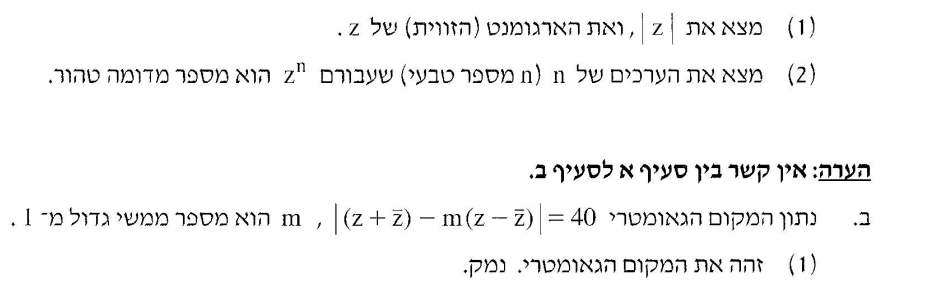 (1) מצא את |z|, ואת הארגומנט (הזווית) של z.
(2) מצא את הערכים של n (n מספר טבעי) שעבורם zⁿ הוא מספר מדומה טהור.
הערה: אין קשר בין סעיף א לסעיף ב.
ב. נתון המקום הגאומטרי |(z + z̄) − m(z − z̄)| = 40 , m הוא מספר ממשי גדול מ־1.
(1) זהה את המקום הגאומטרי. נמק.